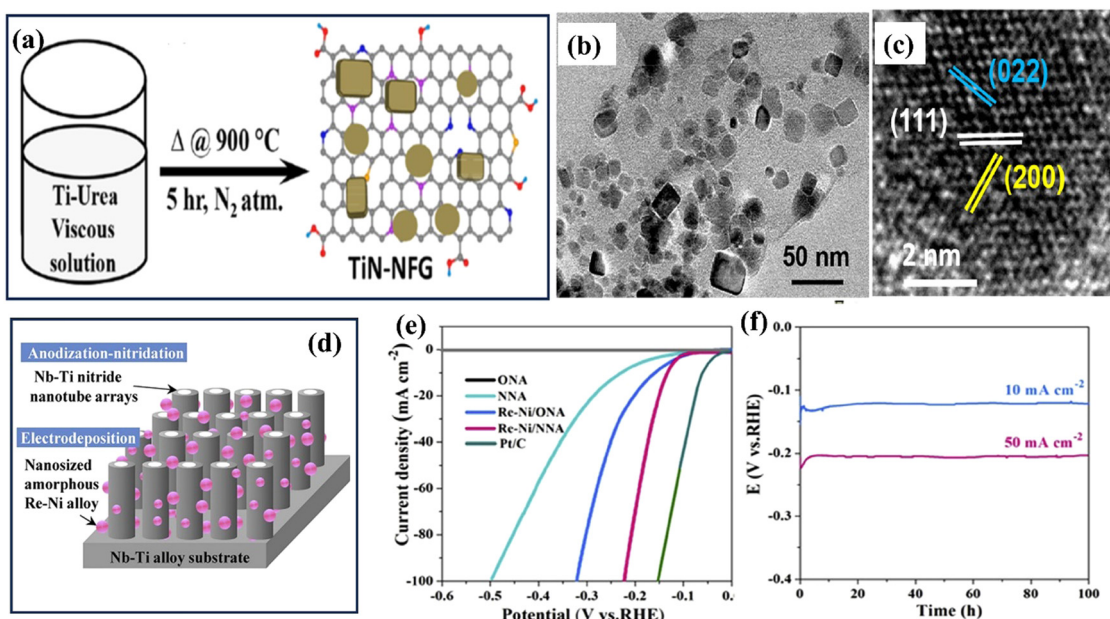 (a)
Ti-Urea
Viscous
solution
Δ @ 900 °C
5 hr, N₂ atm.
TiN-NFG
(b)
50 nm
(c)
(022)
(111)
(200)
2 nm
(d)
Anodization-nitridation
Nb-Ti nitride
nanotube arrays
Electrodeposition
Nanosized
amorphous
Re-Ni alloy
Nb-Ti alloy substrate
(e)
Current density (mA cm⁻²)
0
-20
-40
-60
-80
-100
ONA
NNA
Re-Ni/ONA
Re-Ni/NNA
Pt/C
-0.6
-0.5
-0.4
-0.3
-0.2
-0.1
0.
Potential (V vs.RHE)
(f)
E (V vs.RHE)
0.0
-0.1
-0.2
-0.3
-0.4
10 mA cm⁻²
50 mA cm⁻²
0
20
40
60
80
100
Time (h)